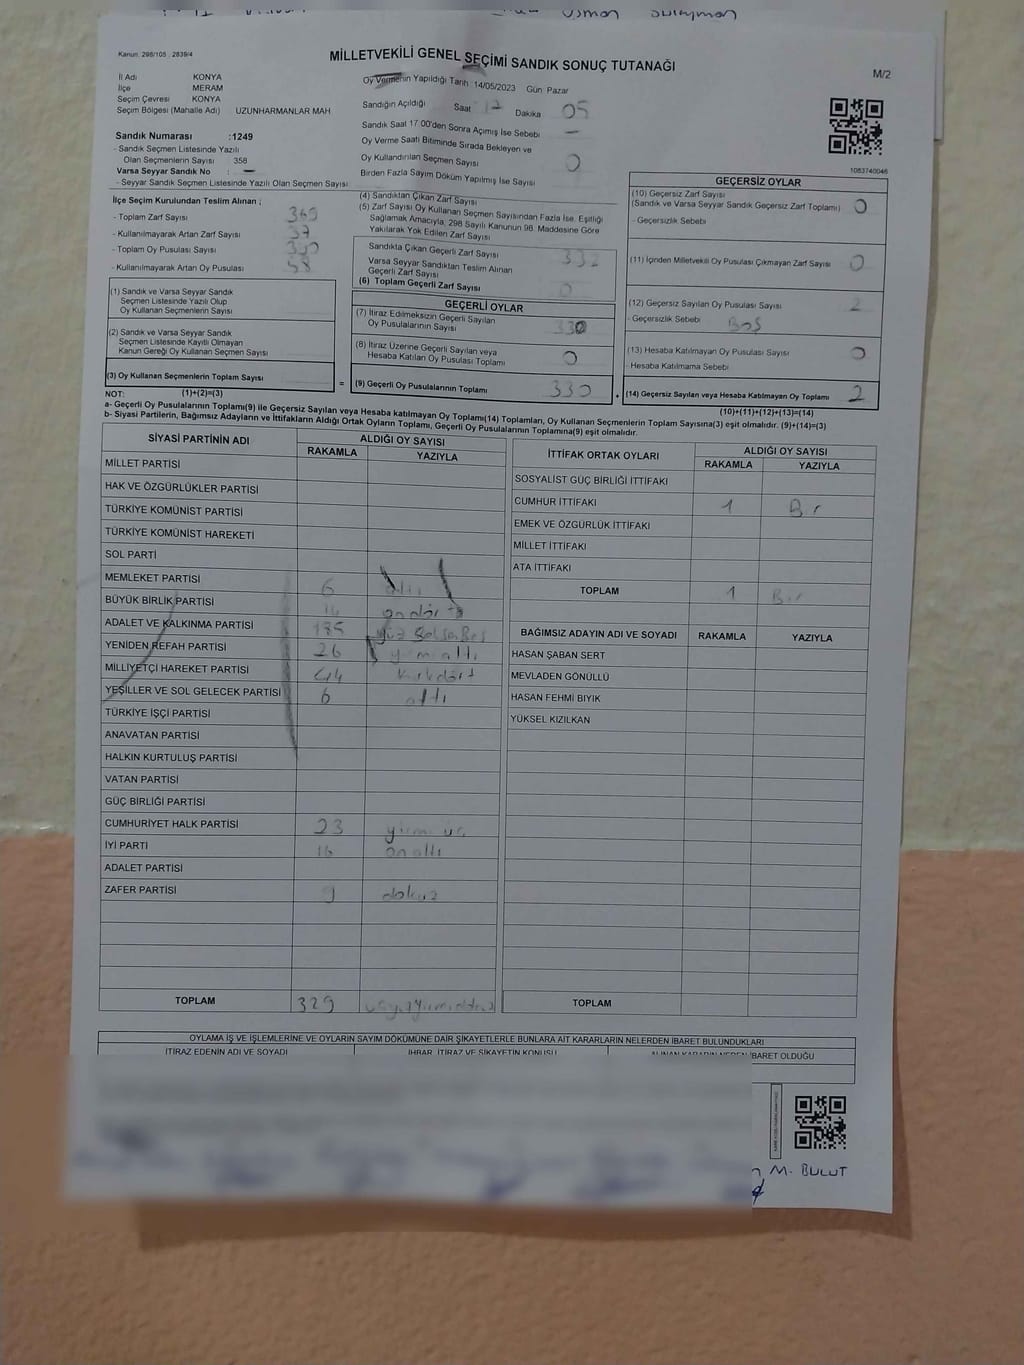 Osman Süleyman
Kanun: 298/105 , 2839/4
MİLLETVEKİLİ GENEL SEÇİMİ SANDIK SONUÇ TUTANAĞI
M/2
İl Adı KONYA
İlçe MERAM
Seçim Çevresi KONYA
Seçim Bölgesi (Mahalle Adı) UZUNHARMANLAR MAH
Oy Vermenin Yapıldığı Tarih 14/05/2023 Gün Pazar
Sandığın Açıldığı Saat 17 Dakika 05
Sandık Saat 17:00'den Sonra Açımış İse Sebebi —
Oy Verme Saati Bitiminde Sırada Bekleyen ve
Oy Kullandırılan Seçmen Sayısı 0
Birden Fazla Sayım Döküm Yapılmış İse Sayısı
1083740046
Sandık Numarası :1249
- Sandık Seçmen Listesinde Yazılı
Olan Seçmenlerin Sayısı 358
Varsa Seyyar Sandık No : —
- Seyyar Sandık Seçmen Listesinde Yazılı Olan Seçmen Sayısı
İlçe Seçim Kurulundan Teslim Alınan ;
- Toplam Zarf Sayısı
- Kullanılmayarak Artan Zarf Sayısı
- Toplam Oy Pusulası Sayısı
- Kullanılmayarak Artan Oy Pusulası 58
(1) Sandık ve Varsa Seyyar Sandık
Seçmen Listesinde Yazılı Olup
Oy Kullanan Seçmenlerin Sayısı
(2) Sandık ve Varsa Seyyar Sandık
Seçmen Listesinde Kayıtlı Olmayan
Kanun Gereği Oy Kullanan Seçmen Sayısı
(3) Oy Kullanan Seçmenlerin Toplam Sayısı
(1)+(2)=(3)
(4) Sandıktan Çıkan Zarf Sayısı
(5) Zarf Sayısı Oy Kullanan Seçmen Sayısından Fazla İse, Eşitliği
Sağlamak Amacıyla, 298 Sayılı Kanunun 98. Maddesine Göre
Yakılarak Yok Edilen Zarf Sayısı
Sandıkta Çıkan Geçerli Zarf Sayısı 332
Varsa Seyyar Sandıktan Teslim Alınan
Geçerli Zarf Sayısı
(6) Toplam Geçerli Zarf Sayısı 0
GEÇERLİ OYLAR
(7) İtiraz Edilmeksizin Geçerli Sayılan
Oy Pusulalarının Sayısı 330
(8) İtiraz Üzerine Geçerli Sayılan veya
Hesaba Katılan Oy Pusulası Toplamı 0
= (9) Geçerli Oy Pusulalarının Toplamı 330
GEÇERSİZ OYLAR
(10) Geçersiz Zarf Sayısı
(Sandık ve Varsa Seyyar Sandık Geçersiz Zarf Toplamı) 0
- Geçersizlik Sebebi
(11) İçinden Milletvekili Oy Pusulası Çıkmayan Zarf Sayısı 0
(12) Geçersiz Sayılan Oy Pusulası Sayısı 2
- Geçersizlik Sebebi Boş
(13) Hesaba Katılmayan Oy Pusulası Sayısı 0
- Hesaba Katılmama Sebebi
+ (14) Geçersiz Sayılan veya Hesaba Katılmayan Oy Toplamı 2
(10)+(11)+(12)+(13)=(14)
NOT:
a- Geçerli Oy Pusulalarının Toplamı(9) ile Geçersiz Sayılan veya Hesaba katılmayan Oy Toplamı(14) Toplamları, Oy Kullanan Seçmenlerin Toplam Sayısına(3) eşit olmalıdır. (9)+(14)=(3)
b- Siyasi Partilerin, Bağımsız Adayların ve İttifakların Aldığı Ortak Oyların Toplamı, Geçerli Oy Pusulalarının Toplamına(9) eşit olmalıdır.
SİYASİ PARTİNİN ADI ALDIĞI OY SAYISI
RAKAMLA YAZIYLA
MİLLET PARTİSİ
HAK VE ÖZGÜRLÜKLER PARTİSİ
TÜRKİYE KOMÜNİST PARTİSİ
TÜRKİYE KOMÜNİST HAREKETİ
SOL PARTİ
MEMLEKET PARTİSİ 6 altı
BÜYÜK BİRLİK PARTİSİ 14 on dört
ADALET VE KALKINMA PARTİSİ 185 yüz seksen beş
YENİDEN REFAH PARTİSİ 26 yirmi altı
MİLLİYETÇİ HAREKET PARTİSİ 44 kırk dört
YEŞİLLER VE SOL GELECEK PARTİSİ 6 altı
TÜRKİYE İŞÇİ PARTİSİ
ANAVATAN PARTİSİ
HALKIN KURTULUŞ PARTİSİ
VATAN PARTİSİ
GÜÇ BİRLİĞİ PARTİSİ
CUMHURİYET HALK PARTİSİ 23 yirmi üç
İYİ PARTİ 16 on altı
ADALET PARTİSİ
ZAFER PARTİSİ 9 dokuz
TOPLAM 329
İTTİFAK ORTAK OYLARI ALDIĞI OY SAYISI
RAKAMLA YAZIYLA
SOSYALİST GÜÇ BİRLİĞİ İTTİFAKI
CUMHUR İTTİFAKI 1 Bir
EMEK VE ÖZGÜRLÜK İTTİFAKI
MİLLET İTTİFAKI
ATA İTTİFAKI
TOPLAM 1 Bir
BAĞIMSIZ ADAYIN ADI VE SOYADI RAKAMLA YAZIYLA
HASAN ŞABAN SERT
MEVLADEN GÖNÜLLÜ
HASAN FEHMİ BIYIK
YÜKSEL KIZILKAN
TOPLAM
OYLAMA İŞ VE İŞLEMLERİNE VE OYLARIN SAYIM DÖKÜMÜNE DAİR ŞİKAYETLERLE BUNLARA AİT KARARLARIN NELERDEN İBARET BULUNDUKLARI
İTİRAZ EDENİN ADI VE SOYADI İHBAR, İTİRAZ VE ŞİKAYETİN KONUSU ALINAN KARARIN NEDEN İBARET OLDUĞU
M. BULUT